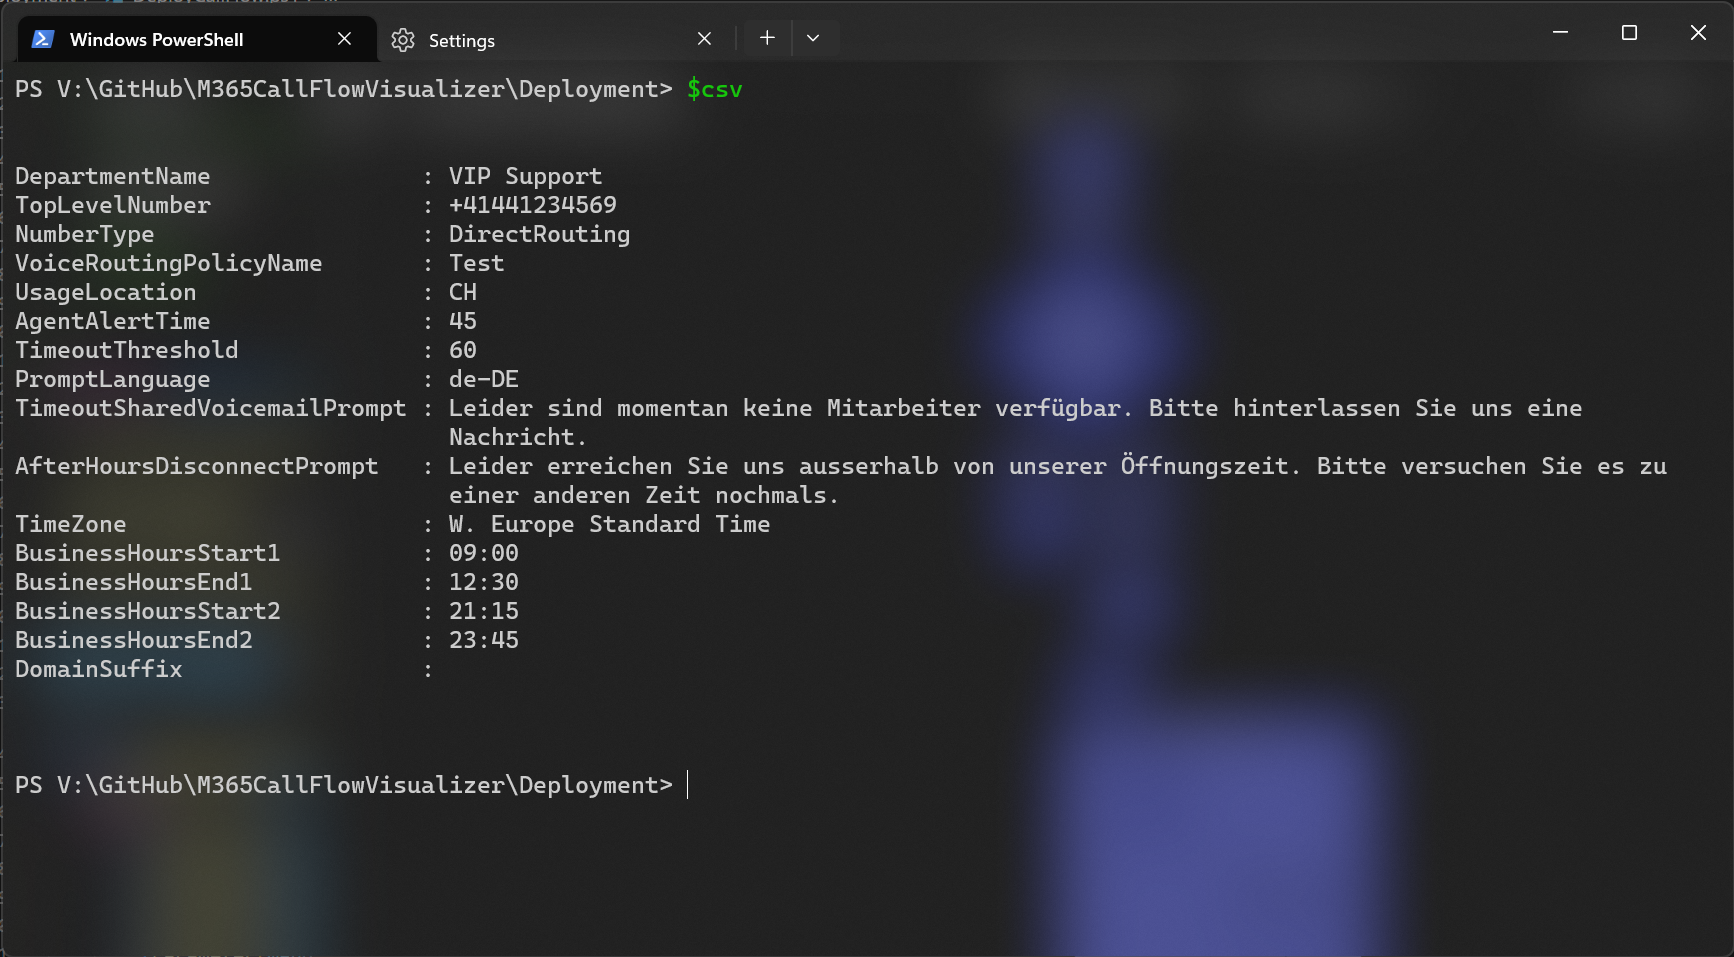 Windows PowerShell
Settings
PS V:\GitHub\M365CallFlowVisualizer\Deployment> $csv
DepartmentName : VIP Support
TopLevelNumber : +41441234569
NumberType : DirectRouting
VoiceRoutingPolicyName : Test
UsageLocation : CH
AgentAlertTime : 45
TimeoutThreshold : 60
PromptLanguage : de-DE
TimeoutSharedVoicemailPrompt : Leider sind momentan keine Mitarbeiter verfügbar. Bitte hinterlassen Sie uns eine
Nachricht.
AfterHoursDisconnectPrompt : Leider erreichen Sie uns ausserhalb von unserer Öffnungszeit. Bitte versuchen Sie es zu
einer anderen Zeit nochmals.
TimeZone : W. Europe Standard Time
BusinessHoursStart1 : 09:00
BusinessHoursEnd1 : 12:30
BusinessHoursStart2 : 21:15
BusinessHoursEnd2 : 23:45
DomainSuffix :
PS V:\GitHub\M365CallFlowVisualizer\Deployment>